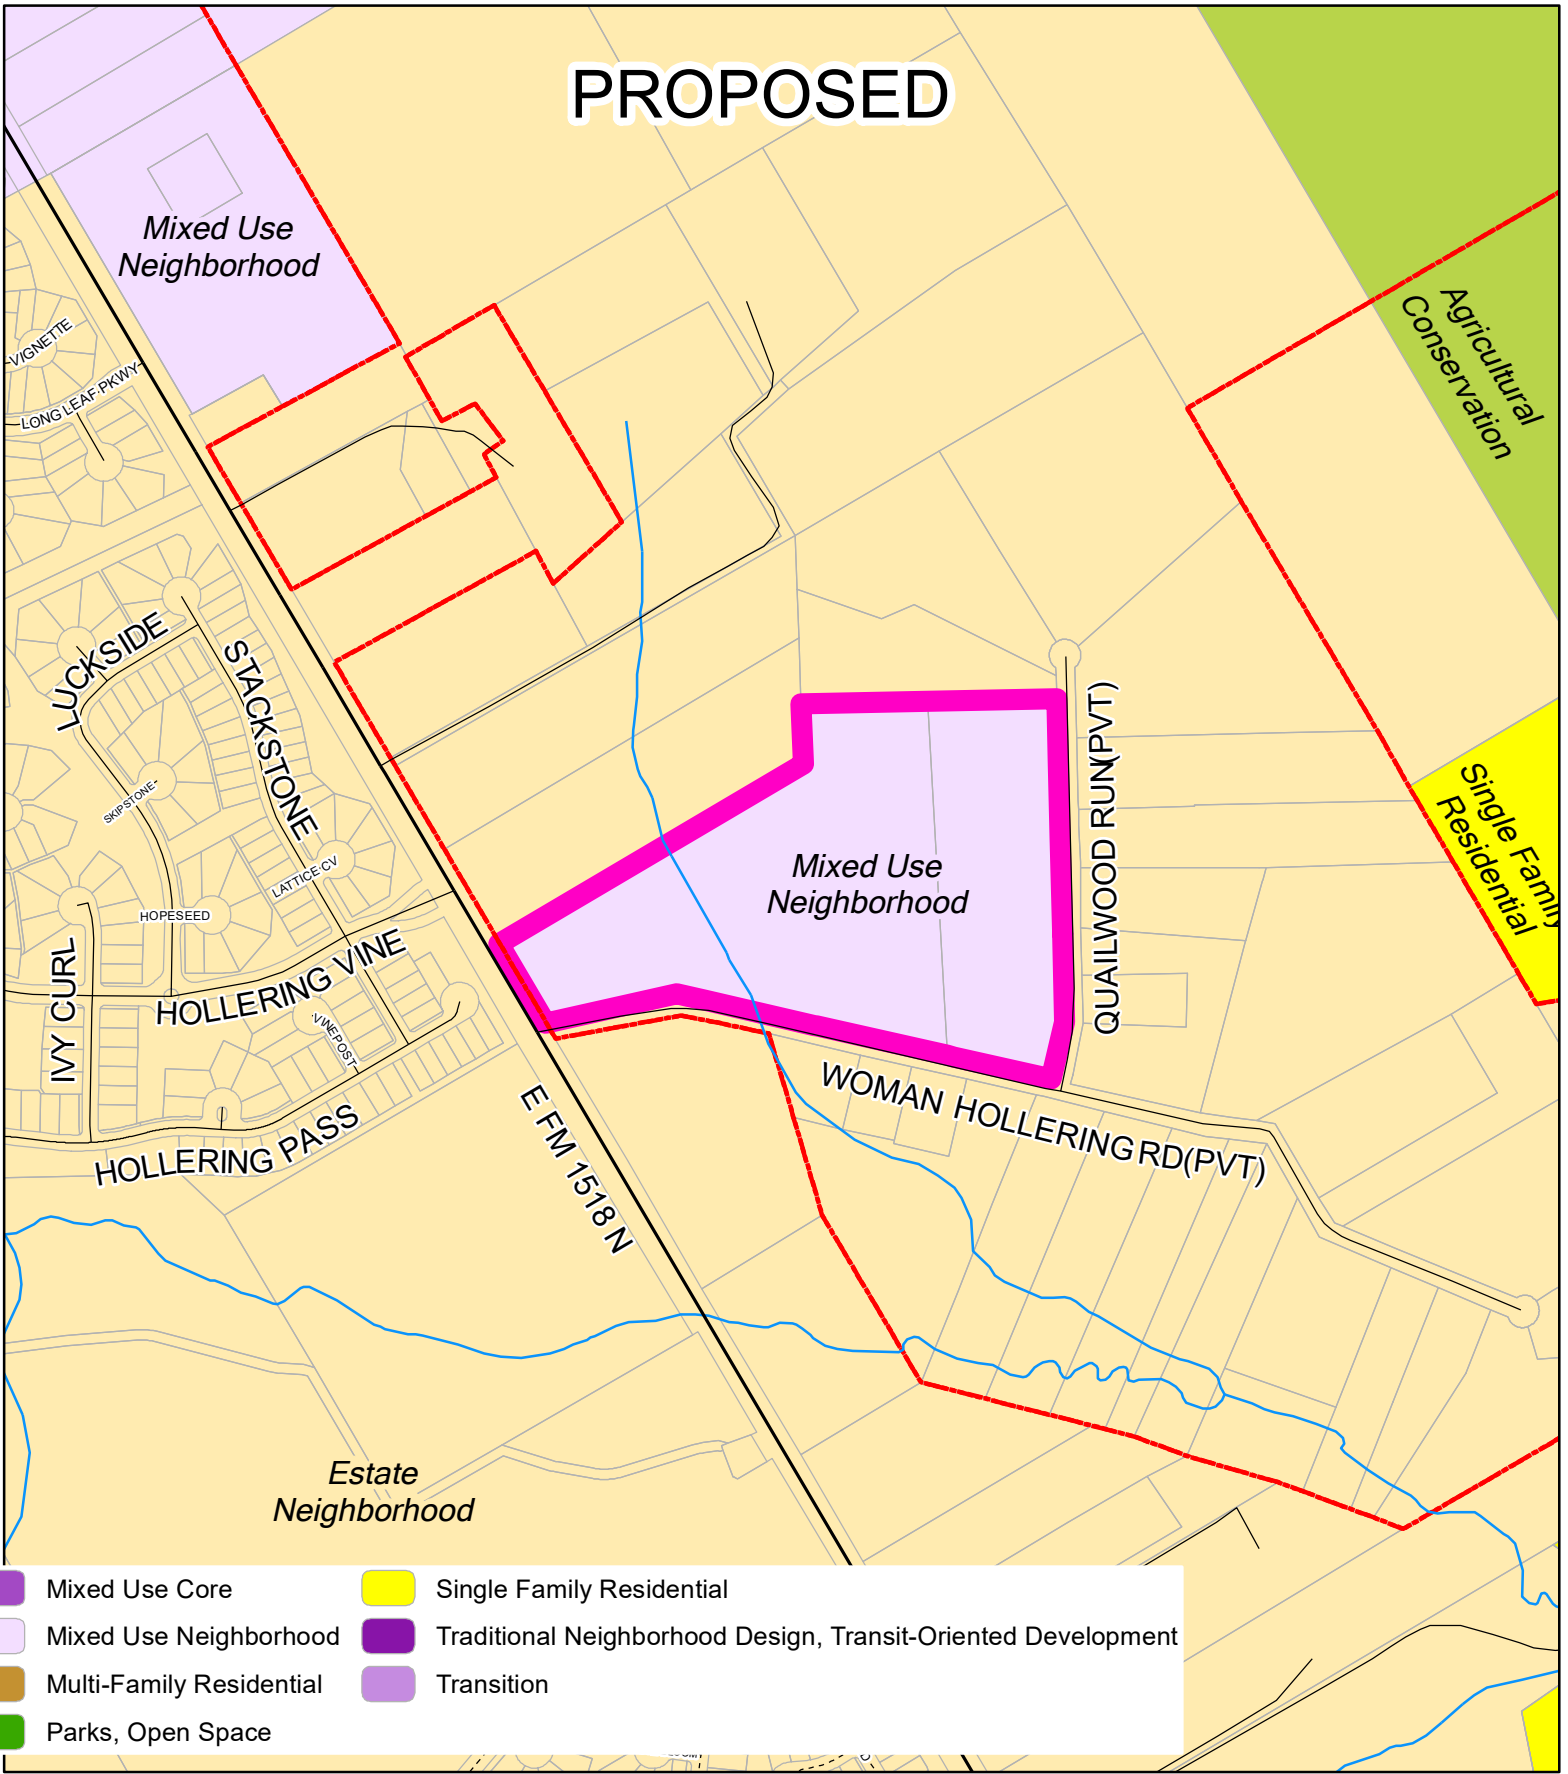 PROPOSED
Mixed Use
Neighborhood
VIGNETTE
LONG LEAF PKWY
Agricultural
Conservation
LUCKSIDE
STACKSTONE
SKIPSTONE
LATTICE CV
HOPESEED
IVY CURL
HOLLERING VINE
VINEPOST
HOLLERING PASS
Mixed Use
Neighborhood
QUAILWOOD RUN(PVT)
Single Family
Residential
WOMAN HOLLERING RD(PVT)
E FM 1518 N
Estate
Neighborhood
Mixed Use Core
Mixed Use Neighborhood
Multi-Family Residential
Parks, Open Space
Single Family Residential
Traditional Neighborhood Design, Transit-Oriented Development
Transition